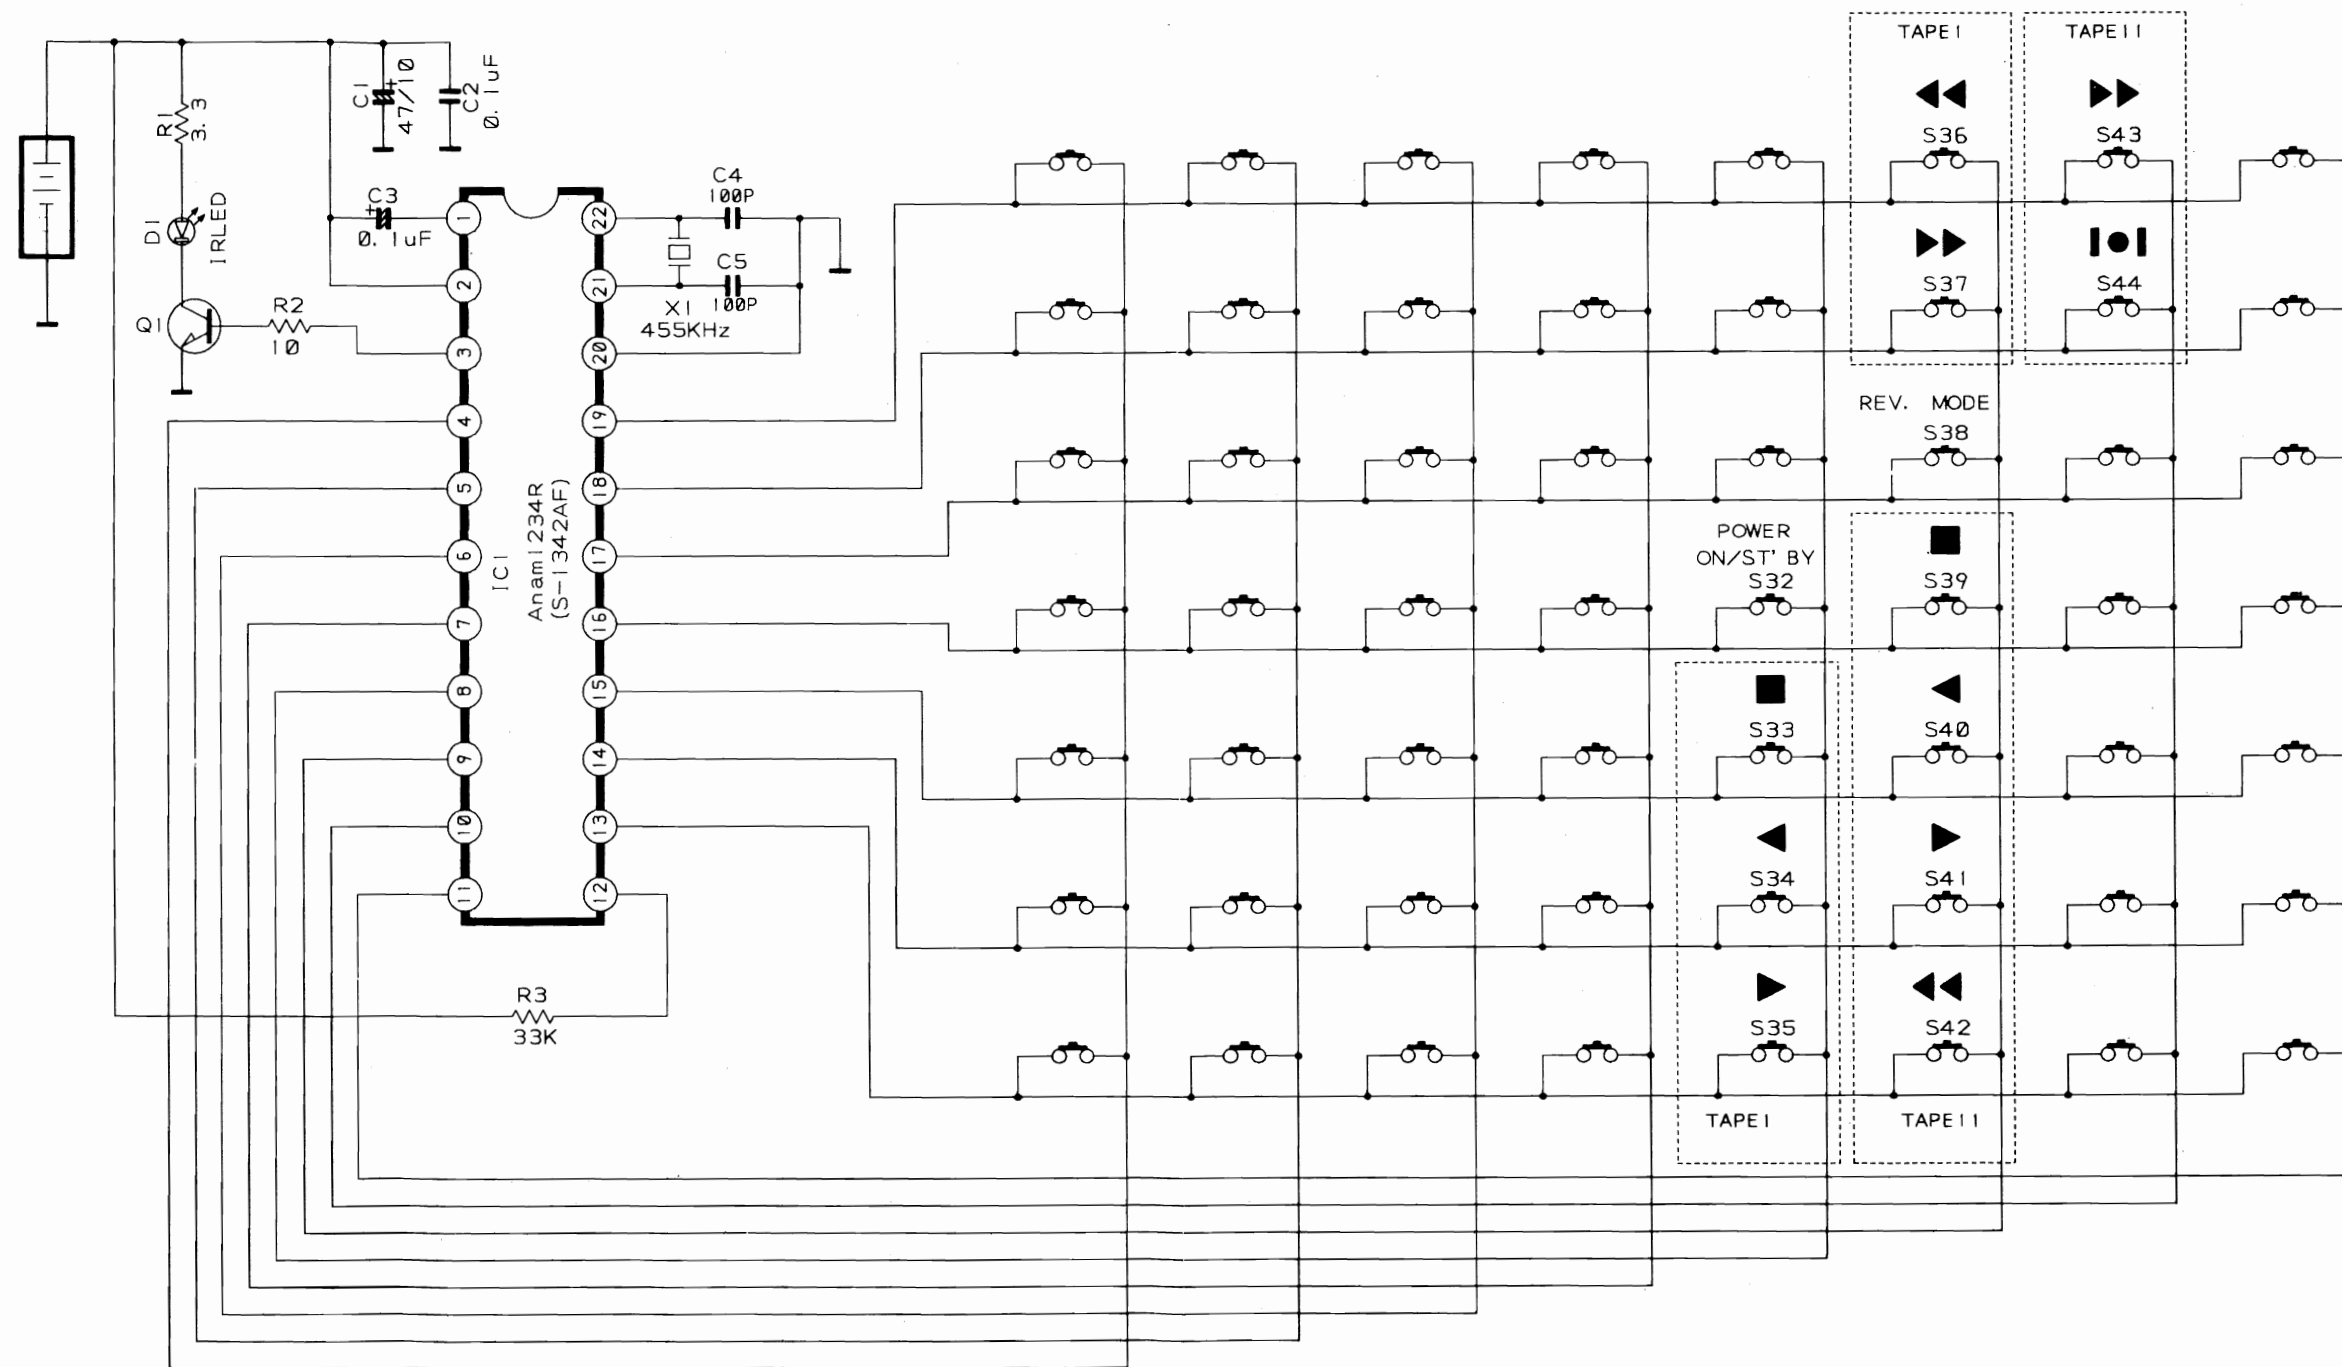 TAPE I
TAPE II
S36
S43
S37
S44
REV. MODE
S38
POWER
ON/ST'BY
S32
S39
S33
S40
S34
S41
S35
S42
TAPE I
TAPE II
R1
3.3
C1
+
47/10
C2
0.1uF
D1
IRLED
C3
+
0.1uF
Q1
R2
10
C4
100P
C5
100P
X1
455KHz
1
2
3
4
5
6
7
8
9
10
11
22
21
20
19
18
17
16
15
14
13
12
IC1
Anam1234R
(S-1342AF)
R3
33K